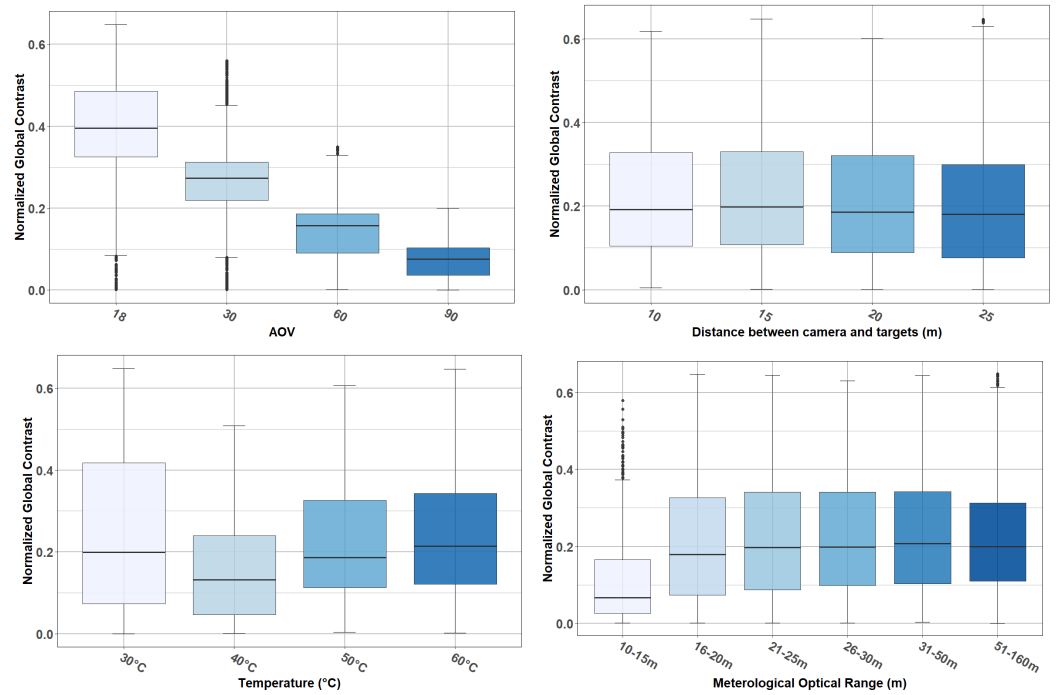 Normalized Global Contrast
0.6
0.4
0.2
0.0
18
30
60
90
AOV
Normalized Global Contrast
0.6
0.4
0.2
0.0
10
15
20
25
Distance between camera and targets (m)
Normalized Global Contrast
0.6
0.4
0.2
0.0
30°C
40°C
50°C
60°C
Temperature (°C)
Normalized Global Contrast
0.6
0.4
0.2
0.0
10-15m
16-20m
21-25m
26-30m
31-50m
51-160m
Meterological Optical Range (m)